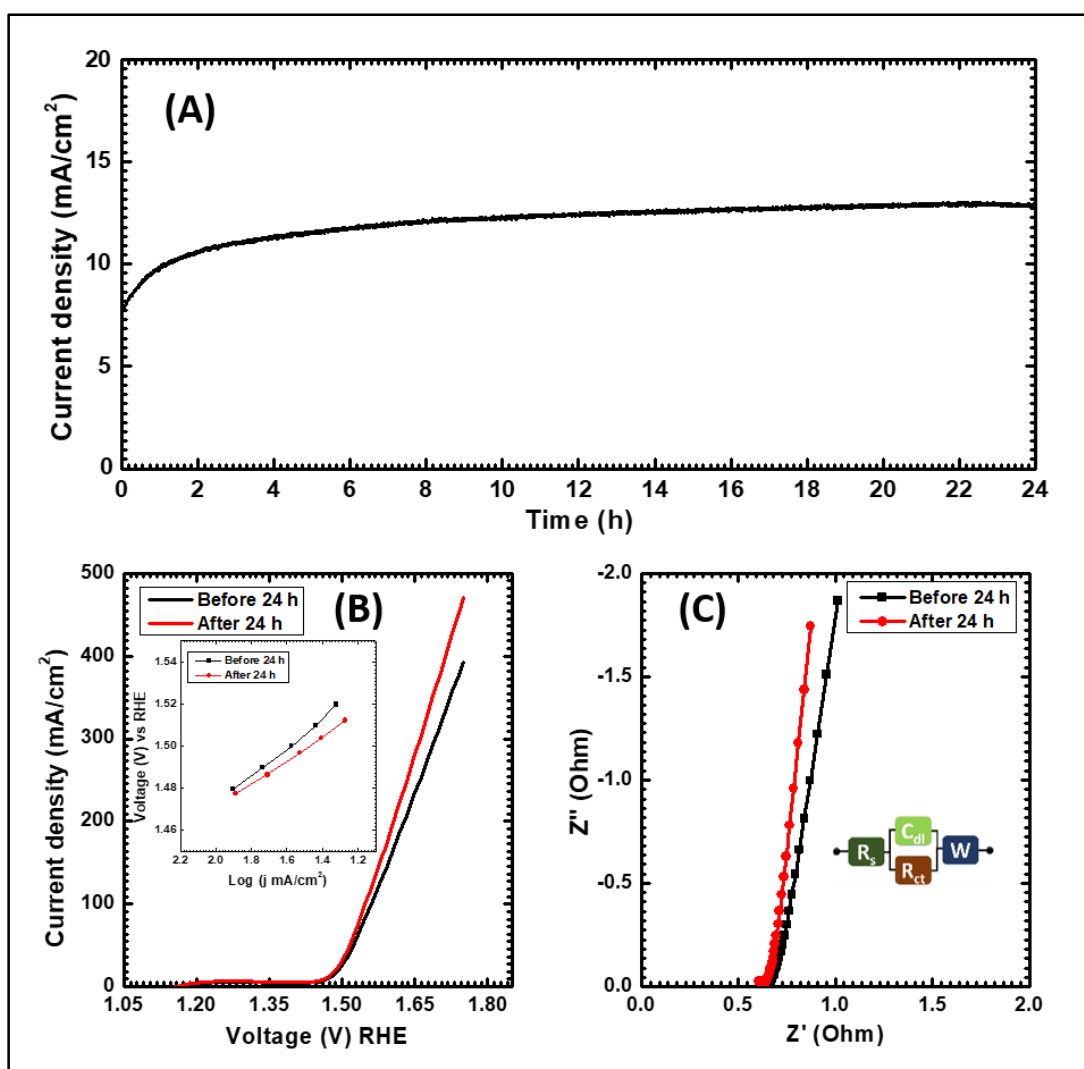 (A)
Current density (mA/cm²)
20
15
10
5
0
0 2 4 6 8 10 12 14 16 18 20 22 24
Time (h)
(B)
Before 24 h
After 24 h
Current density (mA/cm²)
500
400
300
200
100
0
1.05 1.20 1.35 1.50 1.65 1.80
Voltage (V) RHE
Before 24 h
After 24 h
Voltage (V) vs RHE
1.54
1.52
1.50
1.48
1.46
2.2 2.0 1.8 1.6 1.4 1.2
Log (j mA/cm²)
(C)
Before 24 h
After 24 h
Z'' (Ohm)
-2.0
-1.5
-1.0
-0.5
0.0
0.0 0.5 1.0 1.5 2.0
Z' (Ohm)
Rs
Cdl
Rct
W